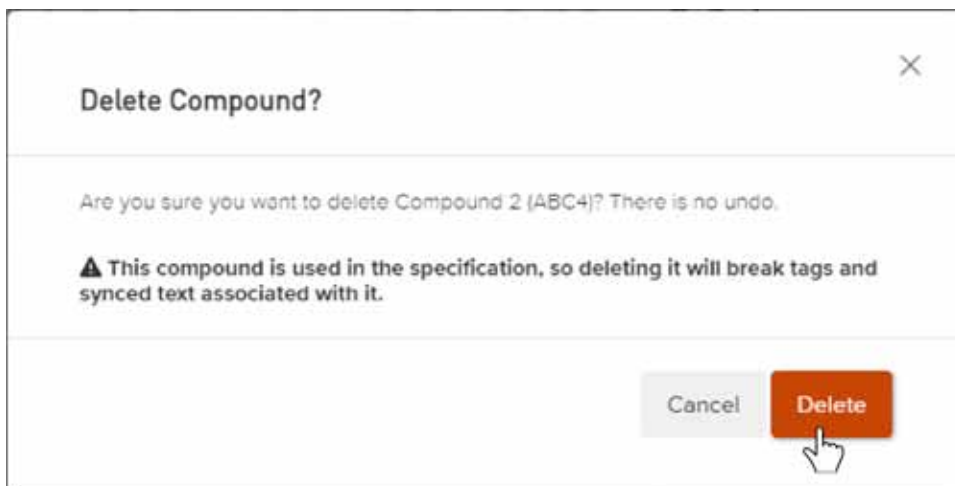 Delete Compound?
Are you sure you want to delete Compound 2 (ABC4)? There is no undo.
This compound is used in the specification, so deleting it will break tags and
synced text associated with it.
Cancel Delete